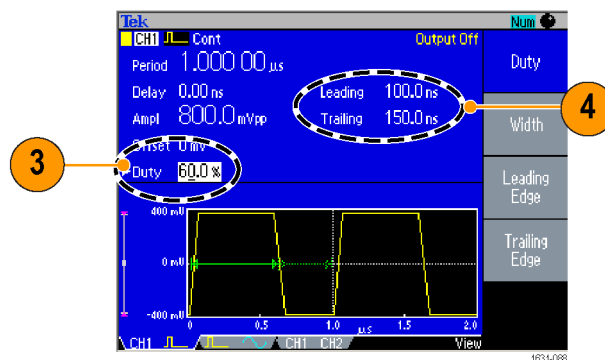 Tek
Num
CH1 Cont
Output Off
Period 1.000 00 µs
Delay 0.00 ns
Leading 100.0 ns
Ampl 800.0 mVpp
Trailing 150.0 ns
Offset 0 mV
Duty 60.0 %
Duty
Width
Leading
Edge
Trailing
Edge
3
4
400 mV
0 mV
-400 mV
0
0.5
1.0
µs
1.5
2.0
CH1
CH1 CH2
View
1631-088